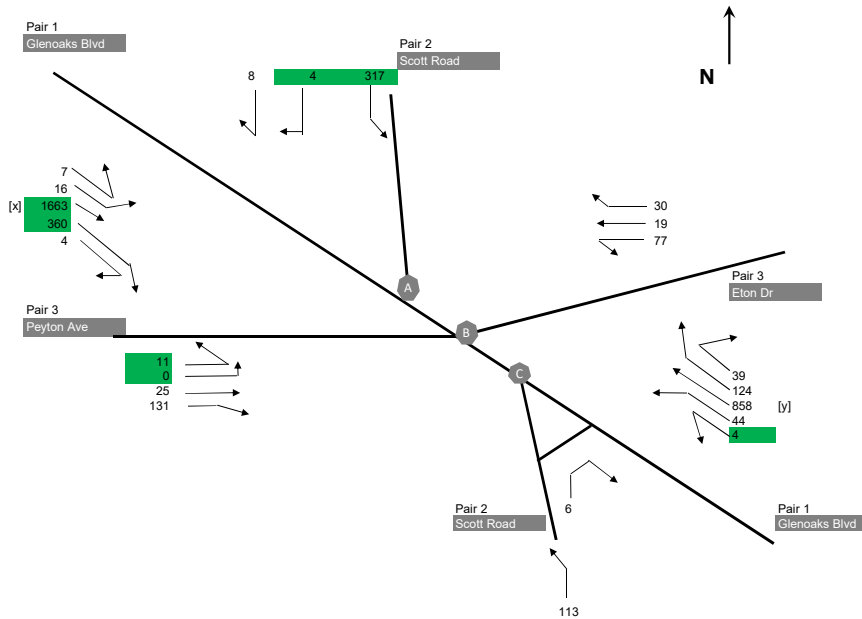 Pair 1
Glenoaks Blvd
Pair 2
Scott Road
N
8 4 317
7
16
[x] 1663
360
4
30
19
77
A
B
C
Pair 3
Eton Dr
Pair 3
Peyton Ave
11
0
25
131
39
124
858 [y]
44
4
6
Pair 2
Scott Road
Pair 1
Glenoaks Blvd
113